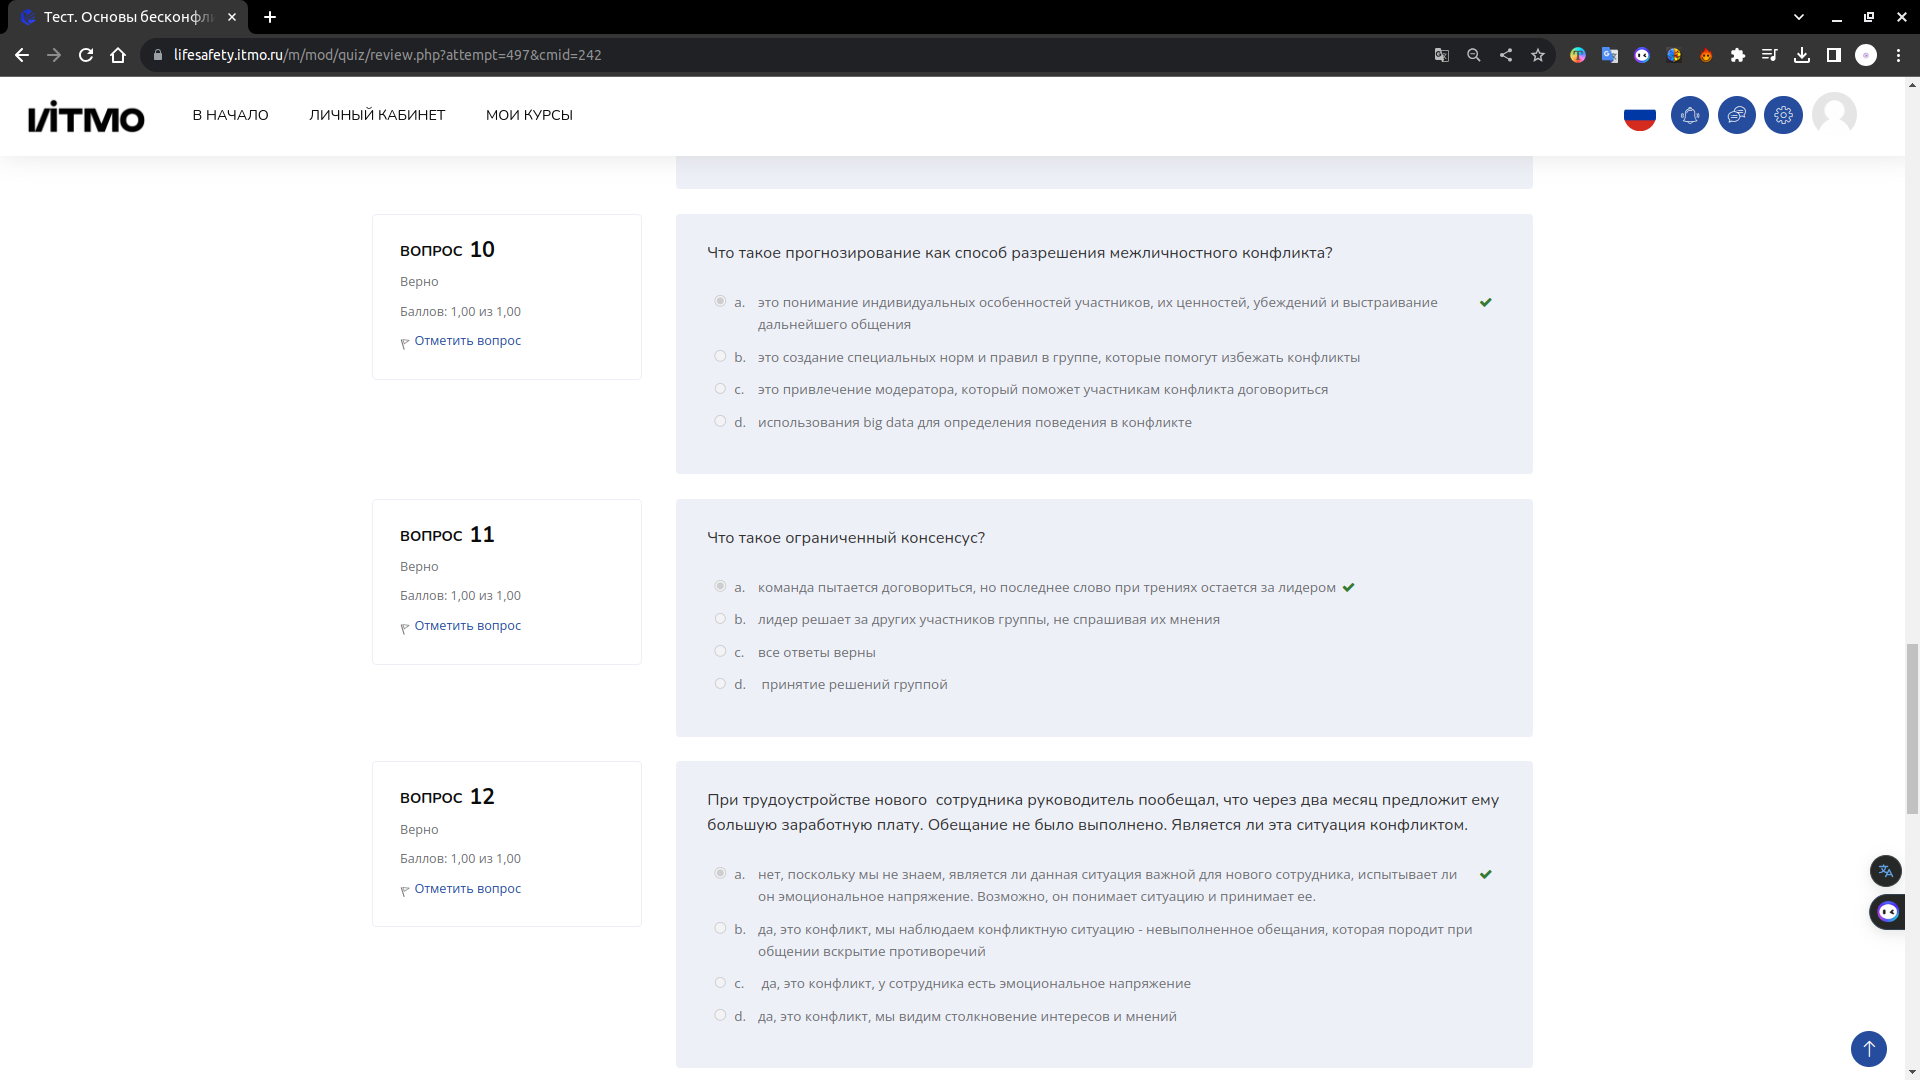 Тест. Основы бесконфли
lifesafety.itmo.ru/m/mod/quiz/review.php?attempt=497&cmid=242
ИТМО
В НАЧАЛО
ЛИЧНЫЙ КАБИНЕТ
МОИ КУРСЫ
ВОПРОС 10
Верно
Баллов: 1,00 из 1,00
Отметить вопрос
Что такое прогнозирование как способ разрешения межличностного конфликта?
a. это понимание индивидуальных особенностей участников, их ценностей, убеждений и выстраивание
дальнейшего общения
b. это создание специальных норм и правил в группе, которые помогут избежать конфликты
c. это привлечение модератора, который поможет участникам конфликта договориться
d. использования big data для определения поведения в конфликте
ВОПРОС 11
Верно
Баллов: 1,00 из 1,00
Отметить вопрос
Что такое ограниченный консенсус?
a. команда пытается договориться, но последнее слово при трениях остается за лидером
b. лидер решает за других участников группы, не спрашивая их мнения
c. все ответы верны
d. принятие решений группой
ВОПРОС 12
Верно
Баллов: 1,00 из 1,00
Отметить вопрос
При трудоустройстве нового  сотрудника руководитель пообещал, что через два месяц предложит ему
большую заработную плату. Обещание не было выполнено. Является ли эта ситуация конфликтом.
a. нет, поскольку мы не знаем, является ли данная ситуация важной для нового сотрудника, испытывает ли
он эмоциональное напряжение. Возможно, он понимает ситуацию и принимает ее.
b. да, это конфликт, мы наблюдаем конфликтную ситуацию - невыполненное обещания, которая породит при
общении вскрытие противоречий
c. да, это конфликт, у сотрудника есть эмоциональное напряжение
d. да, это конфликт, мы видим столкновение интересов и мнений